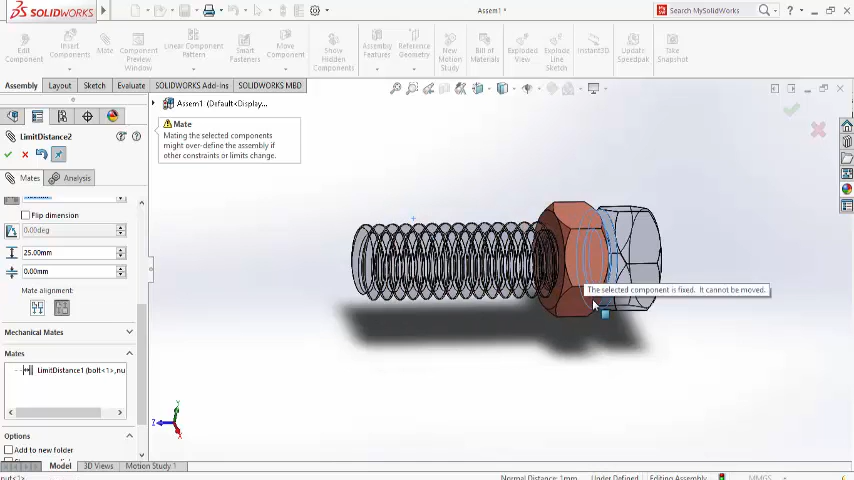 SOLIDWORKS
Assem1 *
Search MySolidWorks
Edit Component
Insert Components
Mate
Component Preview Window
Linear Component Pattern
Smart Fasteners
Move Component
Show Hidden Components
Assembly Features
Reference Geometry
New Motion Study
Bill of Materials
Exploded View
Explode Line Sketch
Instant3D
Update Speedpak
Take Snapshot
Assembly
Layout
Sketch
Evaluate
SOLIDWORKS Add-ins
SOLIDWORKS MBD
Assem1 (Default<Display...
LimitDistance2
Mate
Mating the selected components
might over-define the assembly if
other constraints or limits change.
Mates
Analysis
Flip dimension
0.00deg
25.00mm
0.00mm
Mate alignment:
The selected component is fixed. It cannot be moved.
Mechanical Mates
Mates
LimitDistance1 (bolt<1>,nu
Options
Add to new folder
Z
Y
X
Model
3D Views
Motion Study 1
Normal Distance: 1mm
Under Defined
Editing Assembly
MMGS